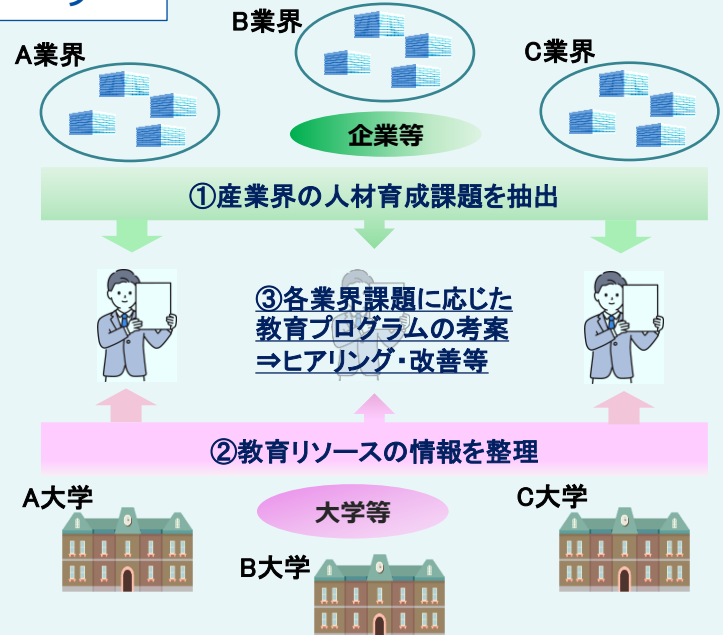 B業界
A業界
C業界
企業等
①産業界の人材育成課題を抽出
③各業界課題に応じた
教育プログラムの考案
⇒ヒアリング・改善等
②教育リソースの情報を整理
A大学
大学等
C大学
B大学